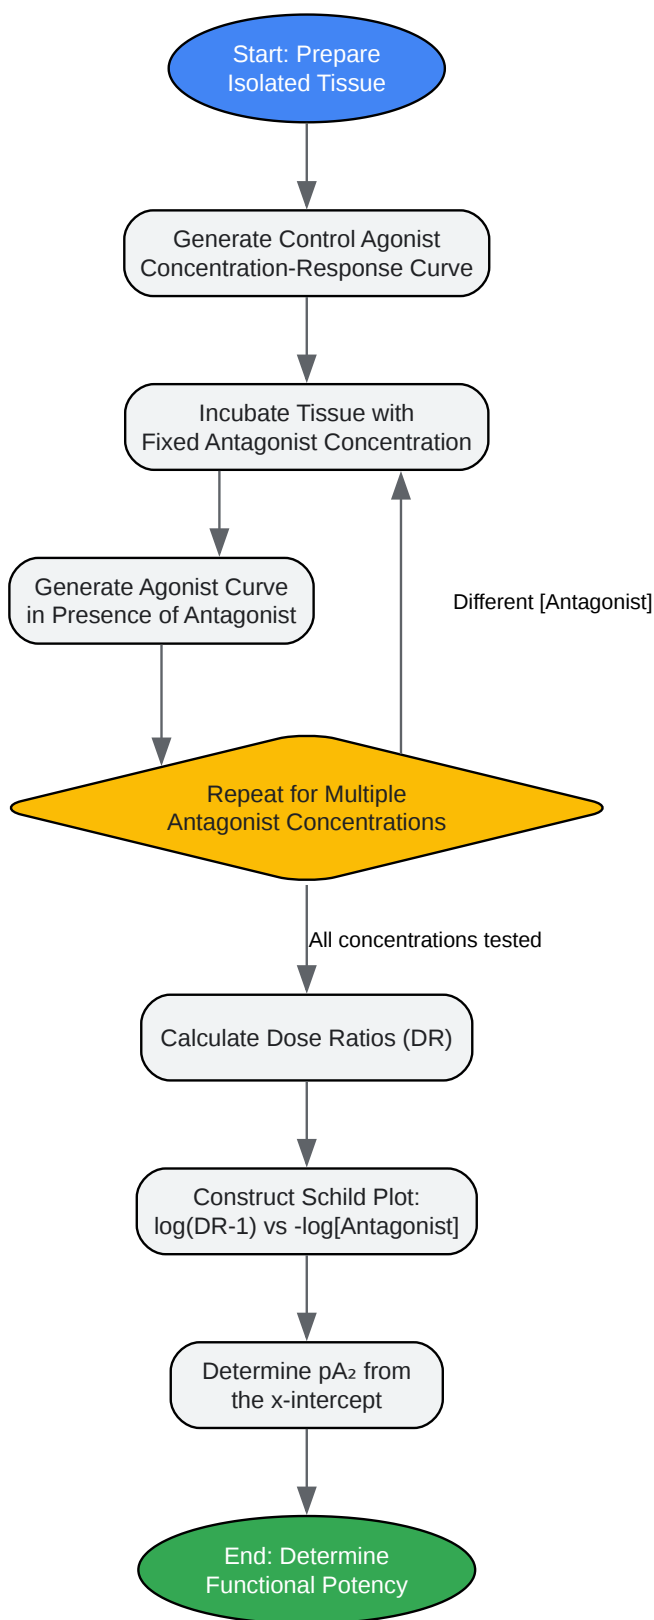 Start: Prepare
Isolated Tissue
Generate Control Agonist
Concentration-Response Curve
Incubate Tissue with
Fixed Antagonist Concentration
Generate Agonist Curve
in Presence of Antagonist
Different [Antagonist]
Repeat for Multiple
Antagonist Concentrations
All concentrations tested
Calculate Dose Ratios (DR)
Construct Schild Plot:
log(DR-1) vs -log[Antagonist]
Determine pA₂ from
the x-intercept
End: Determine
Functional Potency